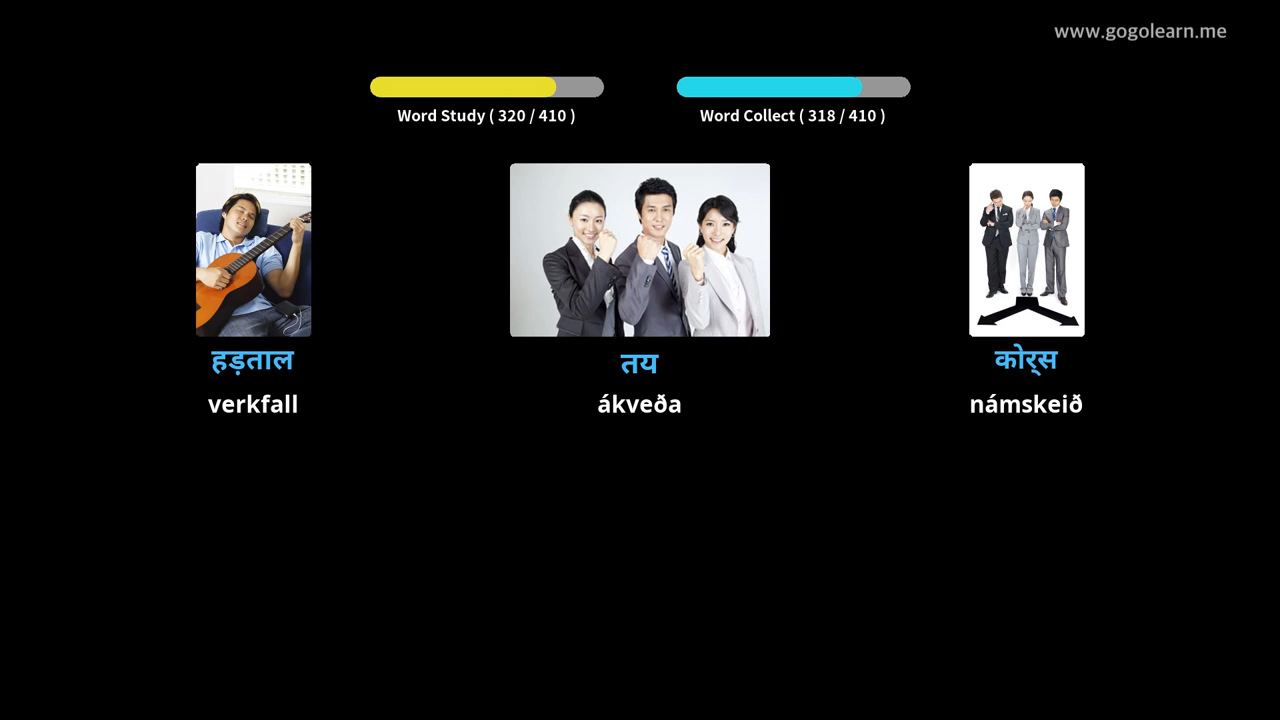 www.gogolearn.me
Word Study ( 320 / 410 )
Word Collect ( 318 / 410 )
हड़ताल
तय
कोर्स
verkfall
ákveða
námskeið